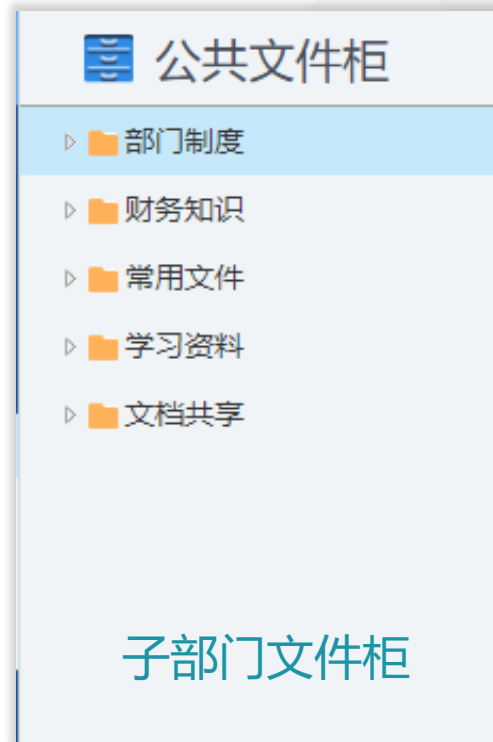 公共文件柜
部门制度
财务知识
常用文件
学习资料
文档共享
子部门文件柜